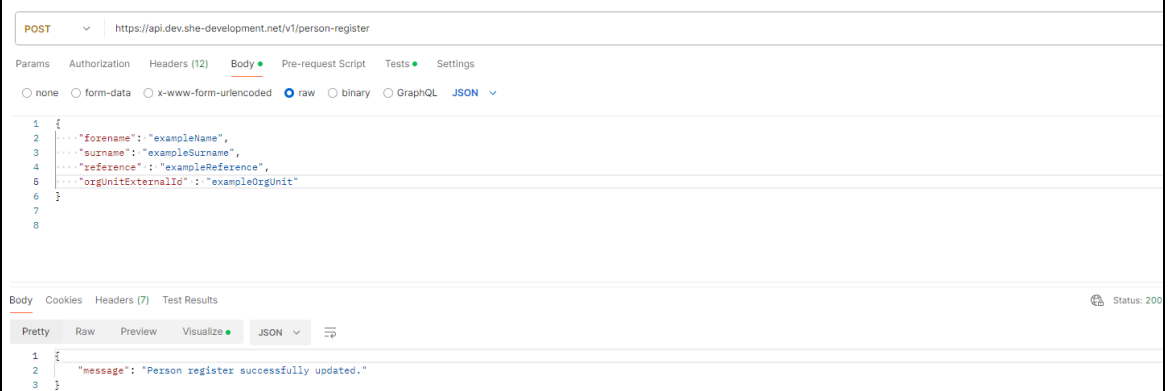 POST https://api.dev.she-development.net/v1/person-register
Params Authorization Headers (12) Body Pre-request Script Tests Settings
none form-data x-www-form-urlencoded raw binary GraphQL JSON
1 {
2 "forename": "exampleName",
3 "surname": "exampleSurname",
4 "reference" : "exampleReference",
5 "orgUnitExternalId" : "exampleOrgUnit"
6 }
7
8
Body Cookies Headers (7) Test Results Status: 200
Pretty Raw Preview Visualize JSON
1 {
2 "message": "Person register successfully updated."
3 }